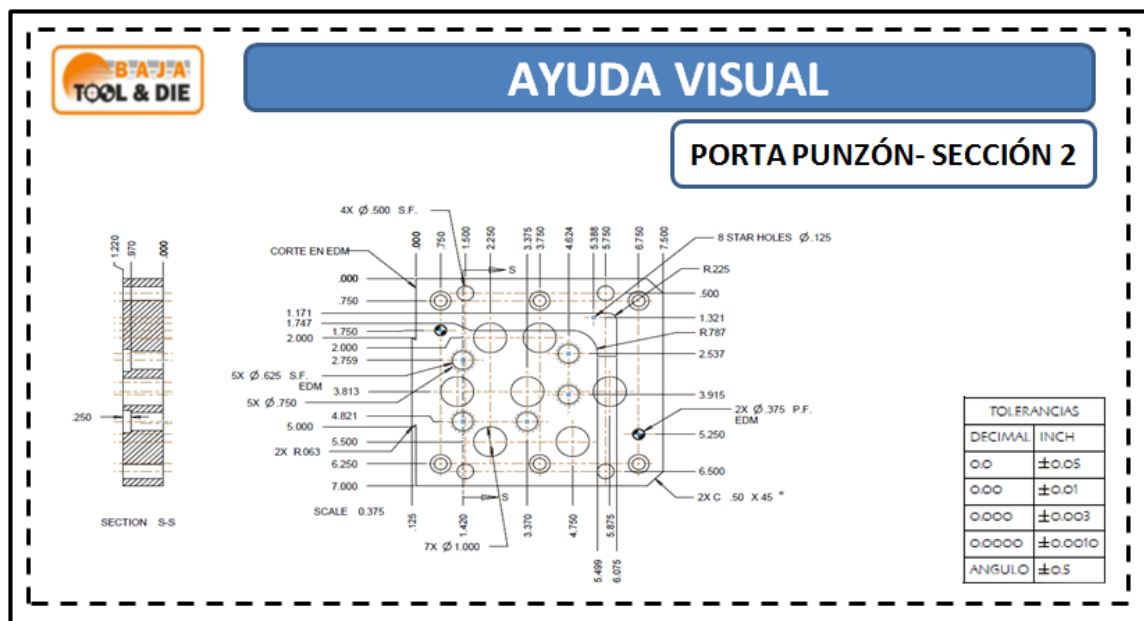 BAJA
TOOL & DIE
AYUDA VISUAL
PORTA PUNZÓN- SECCIÓN 2
4X Ø.500 S.F.
CORTE EN EDM
.000
.750
1.500
2.250
3.375
3.750
4.624
5.388
5.750
6.750
7.500
8 STAR HOLES Ø.125
R.225
S
1.220
.970
.000
.000
.750
1.171
1.747
1.750
2.000
2.000
2.759
5X Ø.625 S.F.
EDM
3.813
5X Ø.750
4.821
5.000
5.500
2X R.063
6.250
7.000
.500
1.321
R.787
2.537
3.915
2X Ø.375 P.F.
EDM
5.250
6.500
2X C .50 X 45 °
.250
SECTION S-S
SCALE 0.375
S
.125
1.420
3.370
4.750
5.875
7X Ø1.000
5.499
6.075
TOLERANCIAS
DECIMAL INCH
0.0 ±0.05
0.00 ±0.01
0.000 ±0.003
0.0000 ±0.0010
ANGULO ±0.5